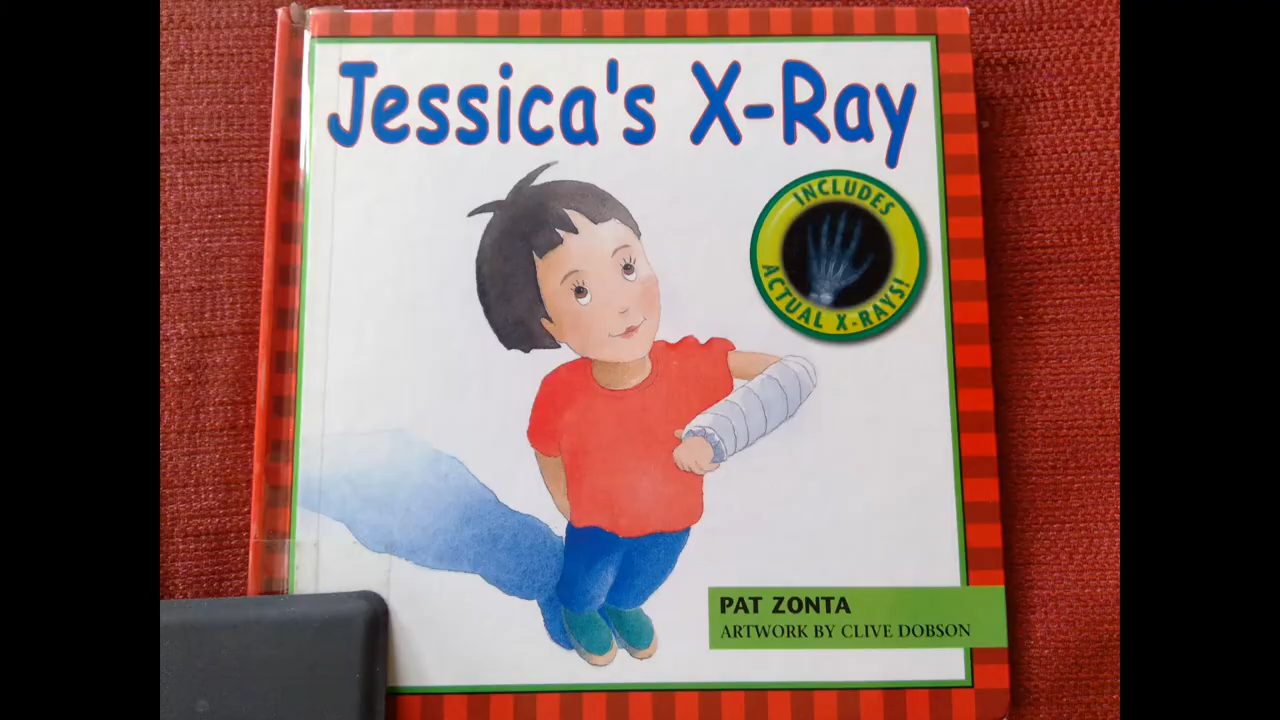 Jessica's X-Ray
INCLUDES
ACTUAL X-RAYS!
PAT ZONTA
ARTWORK BY CLIVE DOBSON